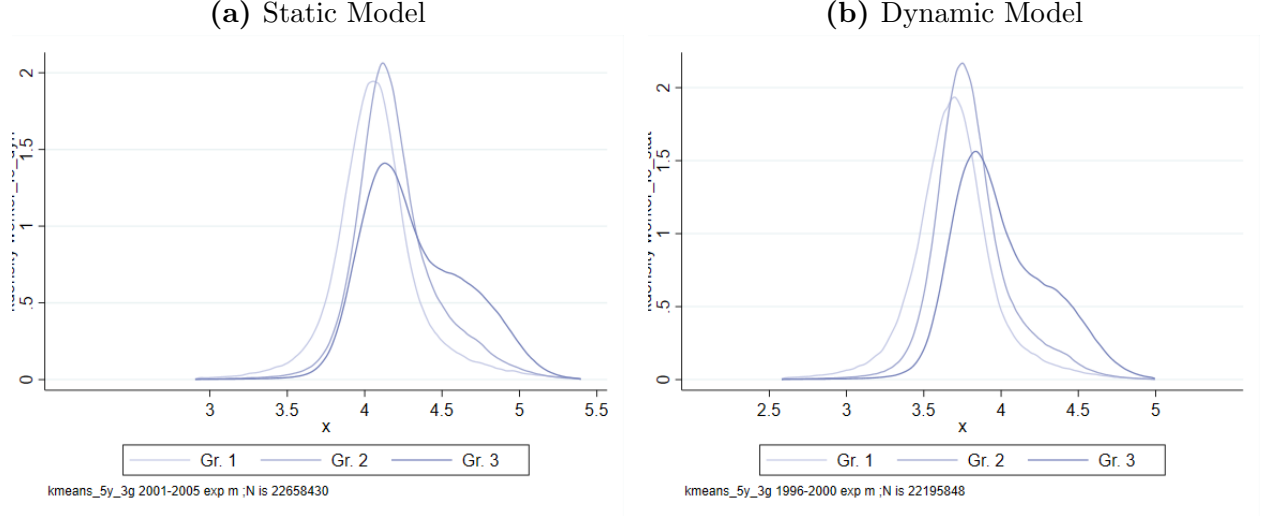 (a) Static Model
(b) Dynamic Model
2
1.5
1
.5
0
3
3.5
4
4.5
5
5.5
x
Gr. 1
Gr. 2
Gr. 3
kmeans_5y_3g 2001-2005 exp m ;N is 22658430
2
1.5
1
.5
0
2.5
3
3.5
4
4.5
5
x
Gr. 1
Gr. 2
Gr. 3
kmeans_5y_3g 1996-2000 exp m ;N is 22195848